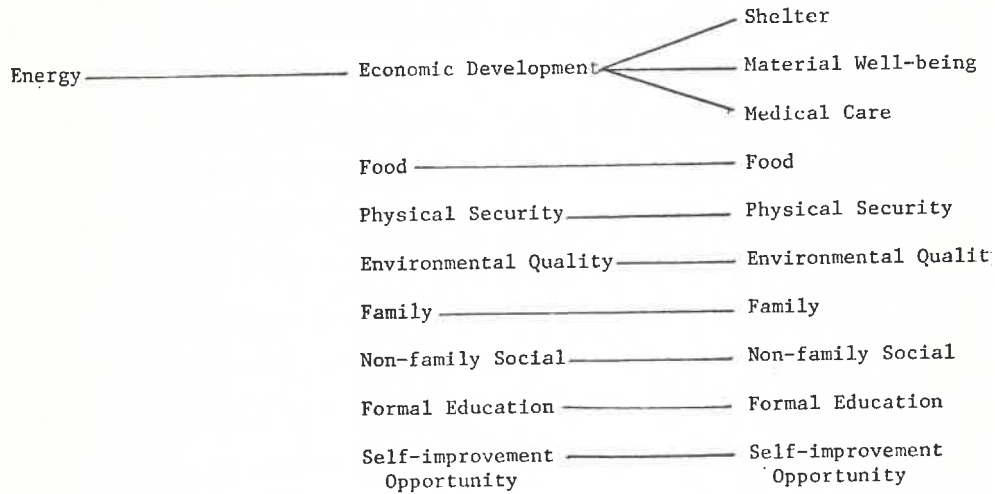 Shelter
Energy Economic Development Material Well-being
Medical Care
Food Food
Physical Security Physical Security
Environmental Quality Environmental Qualit
Family Family
Non-family Social Non-family Social
Formal Education Formal Education
Self-improvement Self-improvement
Opportunity Opportunity